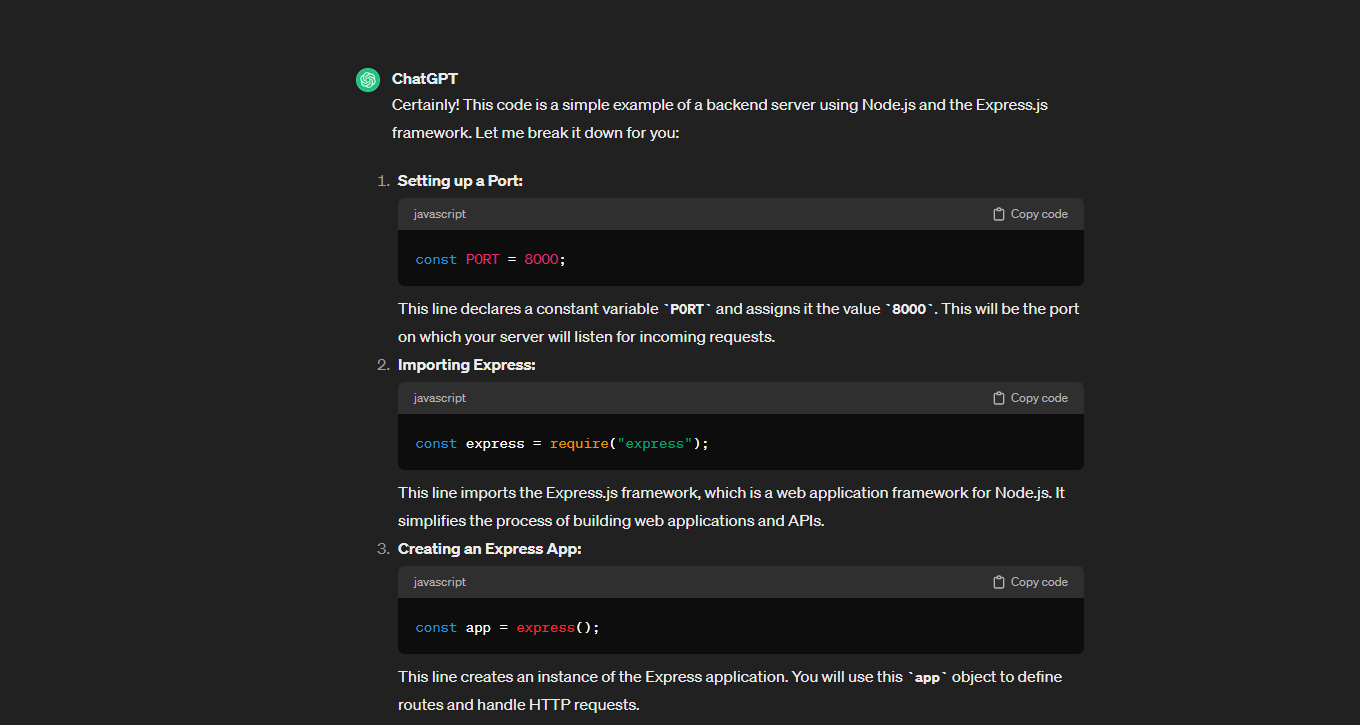 ChatGPT
Certainly! This code is a simple example of a backend server using Node.js and the Express.js
framework. Let me break it down for you:
1. Setting up a Port:
javascript Copy code
const PORT = 8000;
This line declares a constant variable `PORT` and assigns it the value `8000`. This will be the port
on which your server will listen for incoming requests.
2. Importing Express:
javascript Copy code
const express = require("express");
This line imports the Express.js framework, which is a web application framework for Node.js. It
simplifies the process of building web applications and APIs.
3. Creating an Express App:
javascript Copy code
const app = express();
This line creates an instance of the Express application. You will use this `app` object to define
routes and handle HTTP requests.